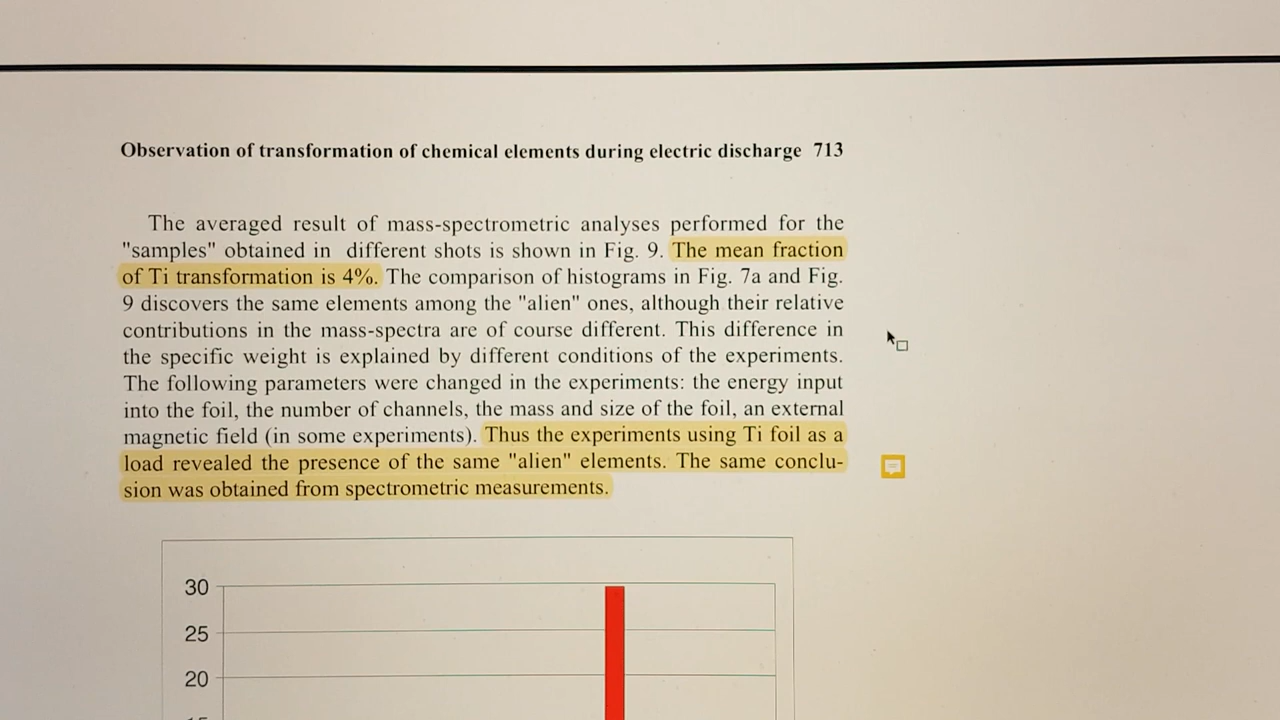 Observation of transformation of chemical elements during electric discharge 713
The averaged result of mass-spectrometric analyses performed for the
"samples" obtained in different shots is shown in Fig. 9. The mean fraction
of Ti transformation is 4%. The comparison of histograms in Fig. 7a and Fig.
9 discovers the same elements among the "alien" ones, although their relative
contributions in the mass-spectra are of course different. This difference in
the specific weight is explained by different conditions of the experiments.
The following parameters were changed in the experiments: the energy input
into the foil, the number of channels, the mass and size of the foil, an external
magnetic field (in some experiments). Thus the experiments using Ti foil as a
load revealed the presence of the same "alien" elements. The same conclu-
sion was obtained from spectrometric measurements.
30
25
20